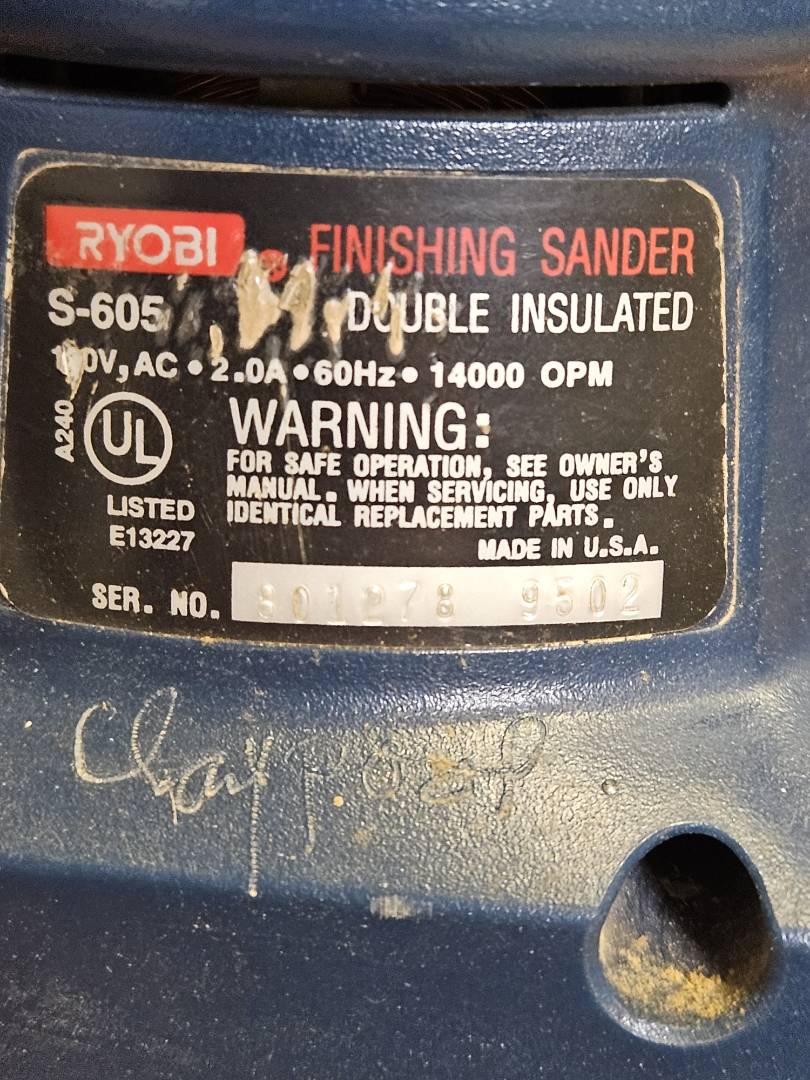 RYOBI® FINISHING SANDER
S-605 DOUBLE INSULATED
120V, AC • 2.0A • 60Hz • 14000 OPM
A240
UL
WARNING:
FOR SAFE OPERATION, SEE OWNER'S
MANUAL. WHEN SERVICING, USE ONLY
IDENTICAL REPLACEMENT PARTS.
LISTED
E13227
MADE IN U.S.A.
SER. NO. 801278 9502